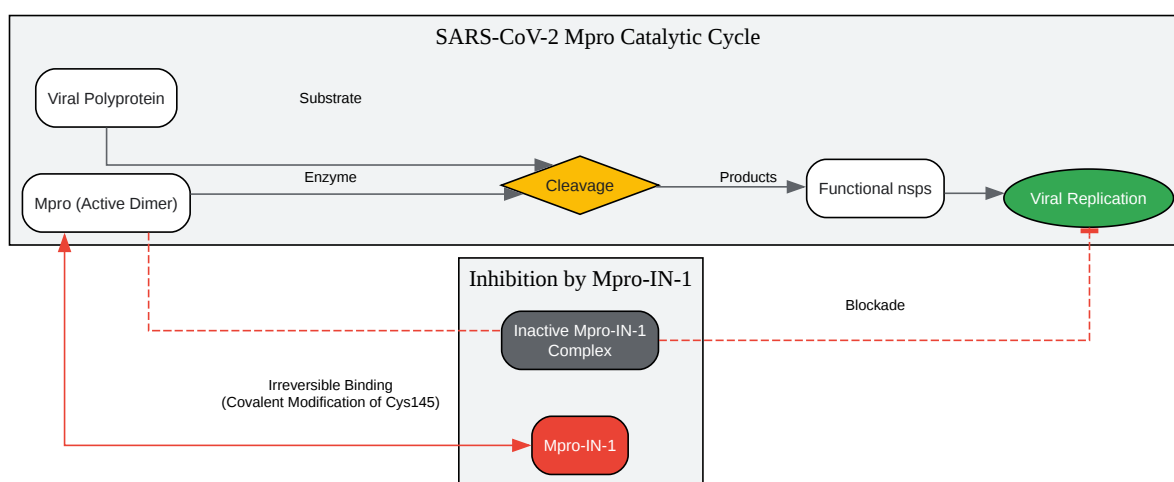 SARS-CoV-2 Mpro Catalytic Cycle
Viral Polyprotein
Substrate
Enzyme
Mpro (Active Dimer)
Cleavage
Products
Functional nsps
Viral Replication
Inhibition by Mpro-IN-1
Inactive Mpro-IN-1
Complex
Blockade
Irreversible Binding
(Covalent Modification of Cys145)
Mpro-IN-1